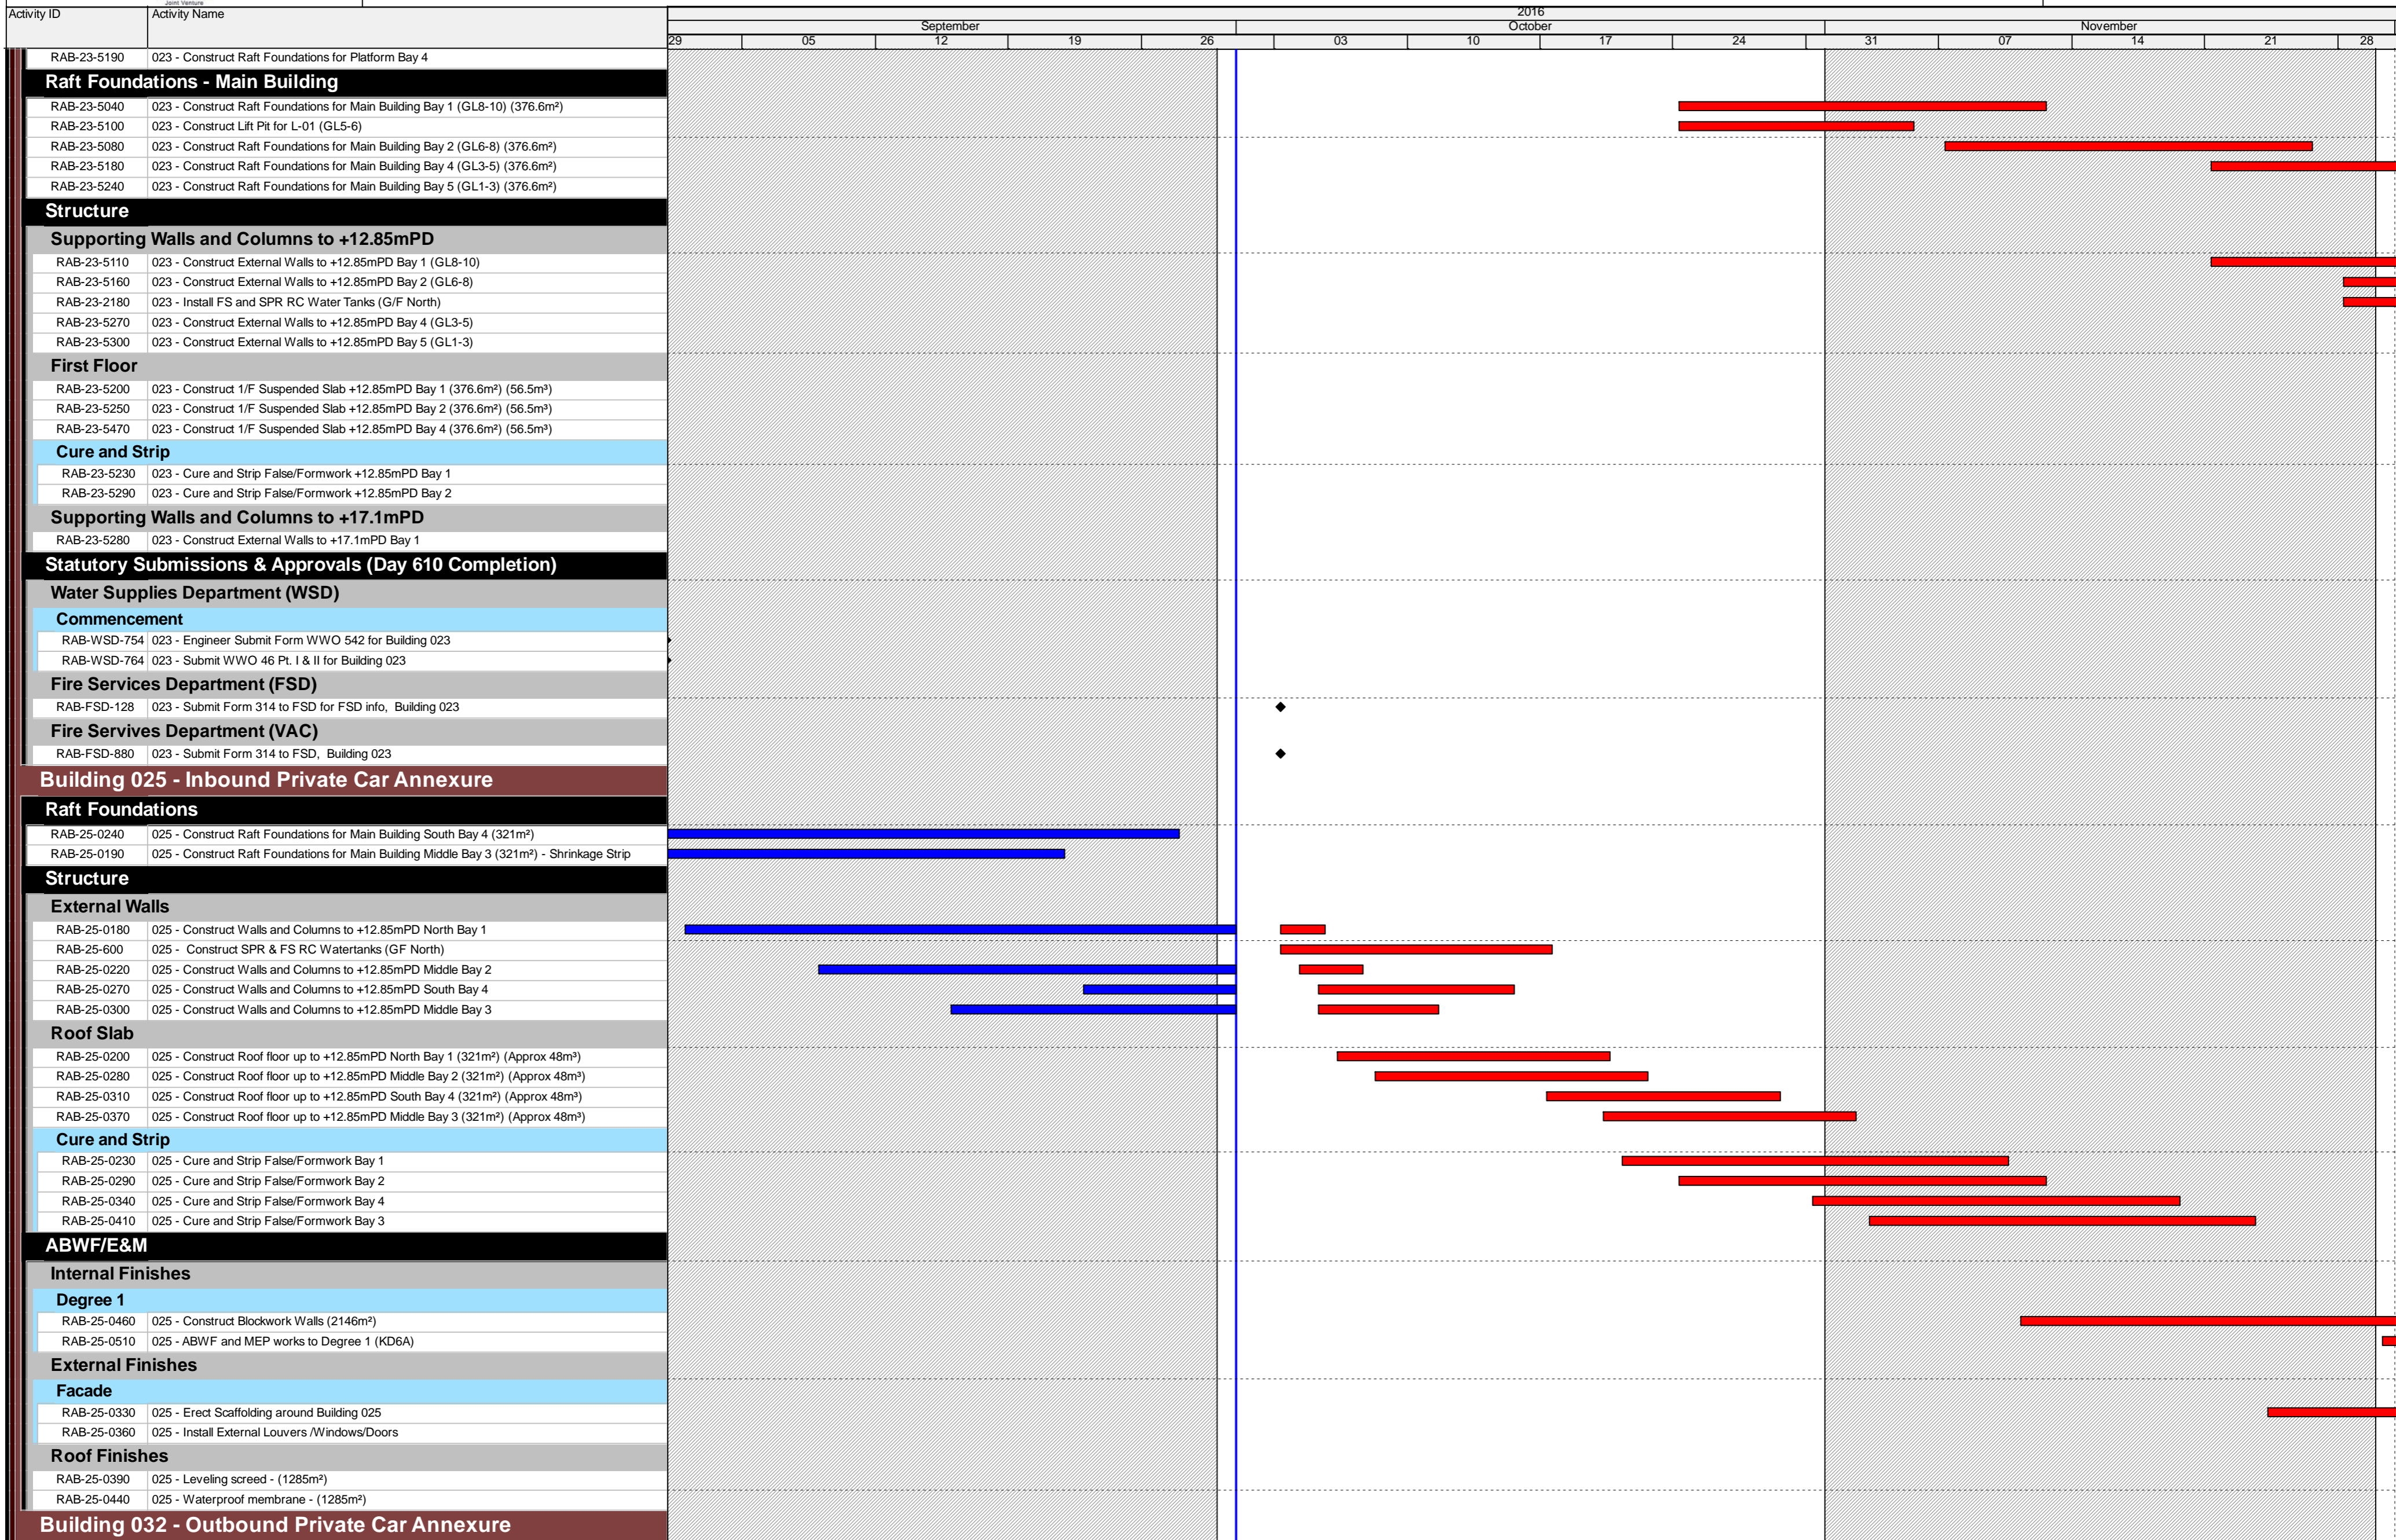 Joint Venture
Activity ID Activity Name 2016
September October November
29 05 12 19 26 03 10 17 24 31 07 14 21 28
RAB-23-5190 023 - Construct Raft Foundations for Platform Bay 4
Raft Foundations - Main Building
RAB-23-5040 023 - Construct Raft Foundations for Main Building Bay 1 (GL8-10) (376.6m²)
RAB-23-5100 023 - Construct Lift Pit for L-01 (GL5-6)
RAB-23-5080 023 - Construct Raft Foundations for Main Building Bay 2 (GL6-8) (376.6m²)
RAB-23-5180 023 - Construct Raft Foundations for Main Building Bay 4 (GL3-5) (376.6m²)
RAB-23-5240 023 - Construct Raft Foundations for Main Building Bay 5 (GL1-3) (376.6m²)
Structure
Supporting Walls and Columns to +12.85mPD
RAB-23-5110 023 - Construct External Walls to +12.85mPD Bay 1 (GL8-10)
RAB-23-5160 023 - Construct External Walls to +12.85mPD Bay 2 (GL6-8)
RAB-23-2180 023 - Install FS and SPR RC Water Tanks (G/F North)
RAB-23-5270 023 - Construct External Walls to +12.85mPD Bay 4 (GL3-5)
RAB-23-5300 023 - Construct External Walls to +12.85mPD Bay 5 (GL1-3)
First Floor
RAB-23-5200 023 - Construct 1/F Suspended Slab +12.85mPD Bay 1 (376.6m²) (56.5m³)
RAB-23-5250 023 - Construct 1/F Suspended Slab +12.85mPD Bay 2 (376.6m²) (56.5m³)
RAB-23-5470 023 - Construct 1/F Suspended Slab +12.85mPD Bay 4 (376.6m²) (56.5m³)
Cure and Strip
RAB-23-5230 023 - Cure and Strip False/Formwork +12.85mPD Bay 1
RAB-23-5290 023 - Cure and Strip False/Formwork +12.85mPD Bay 2
Supporting Walls and Columns to +17.1mPD
RAB-23-5280 023 - Construct External Walls to +17.1mPD Bay 1
Statutory Submissions & Approvals (Day 610 Completion)
Water Supplies Department (WSD)
Commencement
RAB-WSD-754 023 - Engineer Submit Form WWO 542 for Building 023
RAB-WSD-764 023 - Submit WWO 46 Pt. I & II for Building 023
Fire Services Department (FSD)
RAB-FSD-128 023 - Submit Form 314 to FSD for FSD info, Building 023
Fire Servives Department (VAC)
RAB-FSD-880 023 - Submit Form 314 to FSD, Building 023
Building 025 - Inbound Private Car Annexure
Raft Foundations
RAB-25-0240 025 - Construct Raft Foundations for Main Building South Bay 4 (321m²)
RAB-25-0190 025 - Construct Raft Foundations for Main Building Middle Bay 3 (321m²) - Shrinkage Strip
Structure
External Walls
RAB-25-0180 025 - Construct Walls and Columns to +12.85mPD North Bay 1
RAB-25-600 025 - Construct SPR & FS RC Watertanks (GF North)
RAB-25-0220 025 - Construct Walls and Columns to +12.85mPD Middle Bay 2
RAB-25-0270 025 - Construct Walls and Columns to +12.85mPD South Bay 4
RAB-25-0300 025 - Construct Walls and Columns to +12.85mPD Middle Bay 3
Roof Slab
RAB-25-0200 025 - Construct Roof floor up to +12.85mPD North Bay 1 (321m²) (Approx 48m³)
RAB-25-0280 025 - Construct Roof floor up to +12.85mPD Middle Bay 2 (321m²) (Approx 48m³)
RAB-25-0310 025 - Construct Roof floor up to +12.85mPD South Bay 4 (321m²) (Approx 48m³)
RAB-25-0370 025 - Construct Roof floor up to +12.85mPD Middle Bay 3 (321m²) (Approx 48m³)
Cure and Strip
RAB-25-0230 025 - Cure and Strip False/Formwork Bay 1
RAB-25-0290 025 - Cure and Strip False/Formwork Bay 2
RAB-25-0340 025 - Cure and Strip False/Formwork Bay 4
RAB-25-0410 025 - Cure and Strip False/Formwork Bay 3
ABWF/E&M
Internal Finishes
Degree 1
RAB-25-0460 025 - Construct Blockwork Walls (2146m²)
RAB-25-0510 025 - ABWF and MEP works to Degree 1 (KD6A)
External Finishes
Facade
RAB-25-0330 025 - Erect Scaffolding around Building 025
RAB-25-0360 025 - Install External Louvers /Windows/Doors
Roof Finishes
RAB-25-0390 025 - Leveling screed - (1285m²)
RAB-25-0440 025 - Waterproof membrane - (1285m²)
Building 032 - Outbound Private Car Annexure